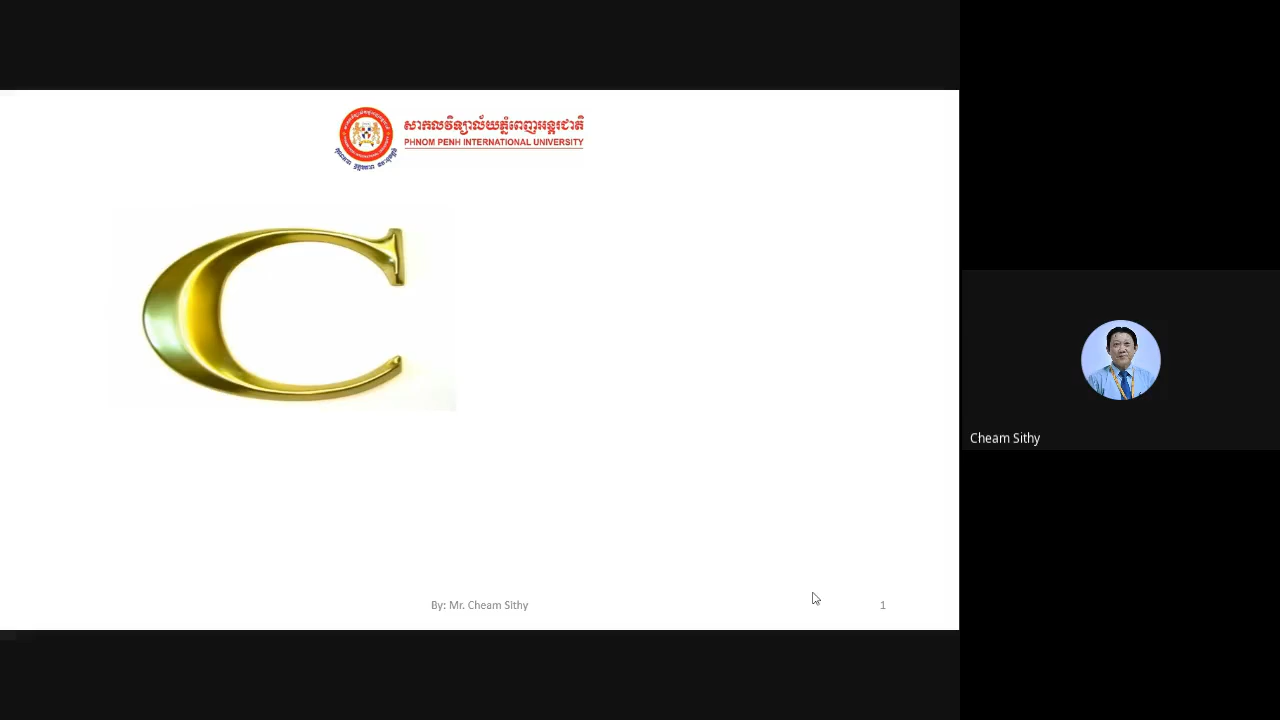 សាកលវិទ្យាល័យភ្នំពេញអន្តរជាតិ
PHNOM PENH INTERNATIONAL UNIVERSITY
C
Cheam Sithy
By: Mr. Cheam Sithy
1